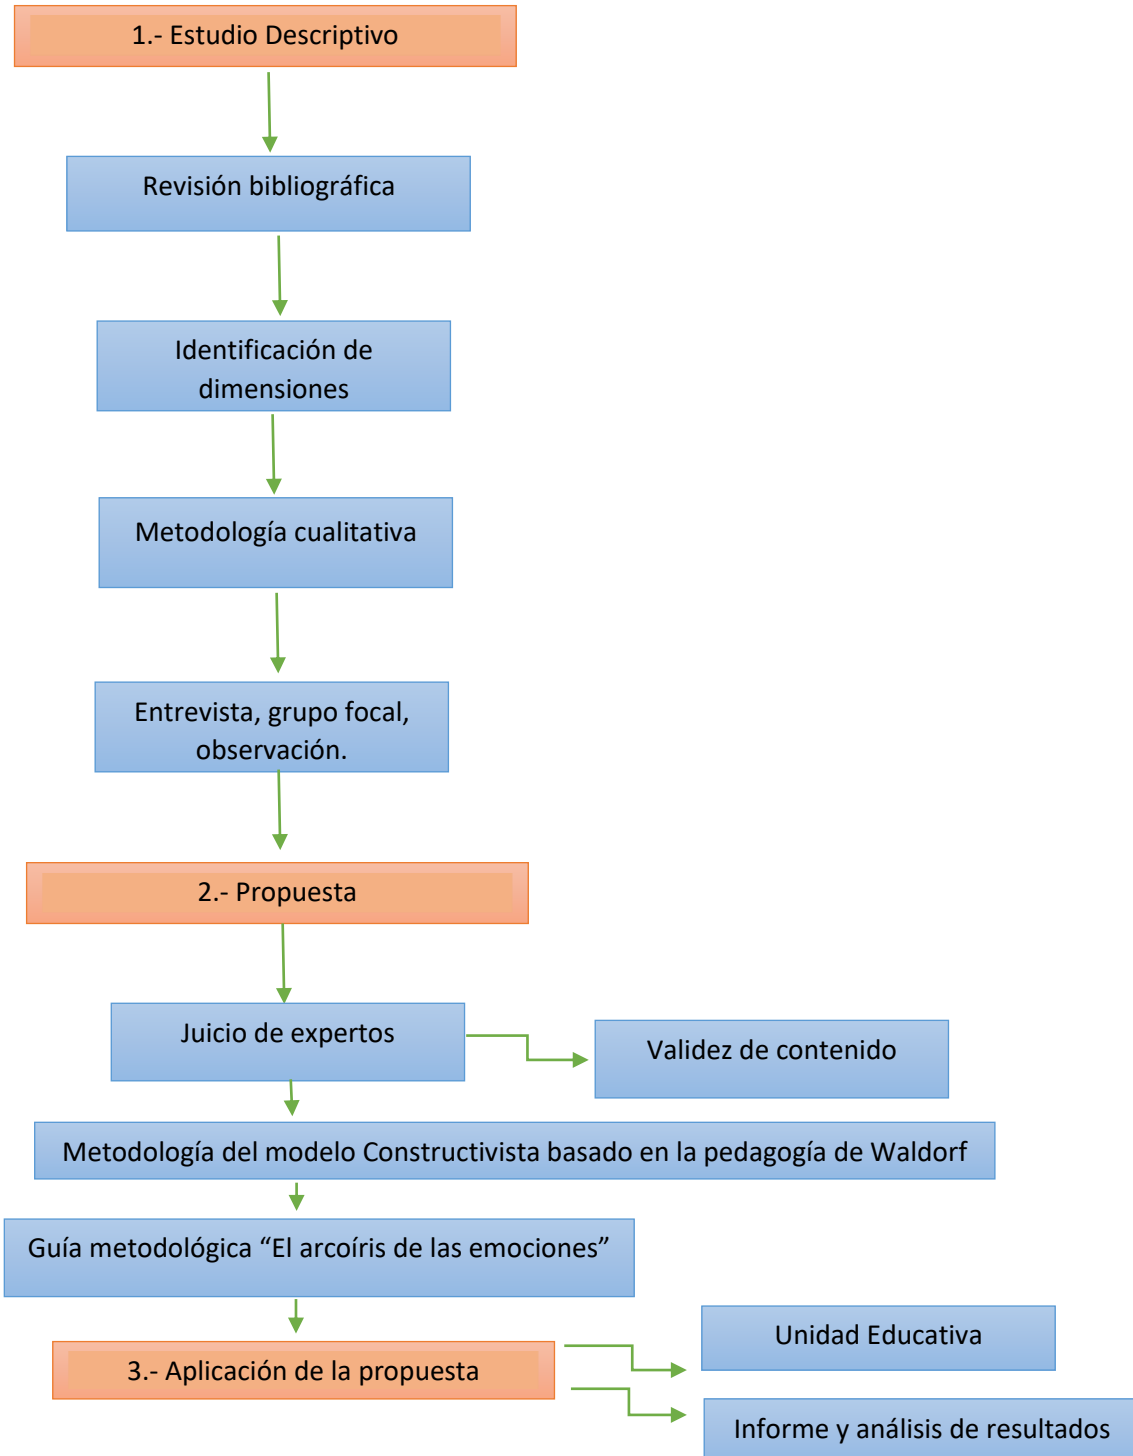 1.- Estudio Descriptivo
Revisión bibliográfica
Identificación de
dimensiones
Metodología cualitativa
Entrevista, grupo focal,
observación.
2.- Propuesta
Juicio de expertos
Validez de contenido
Metodología del modelo Constructivista basado en la pedagogía de Waldorf
Guía metodológica “El arcoíris de las emociones”
3.- Aplicación de la propuesta
Unidad Educativa
Informe y análisis de resultados